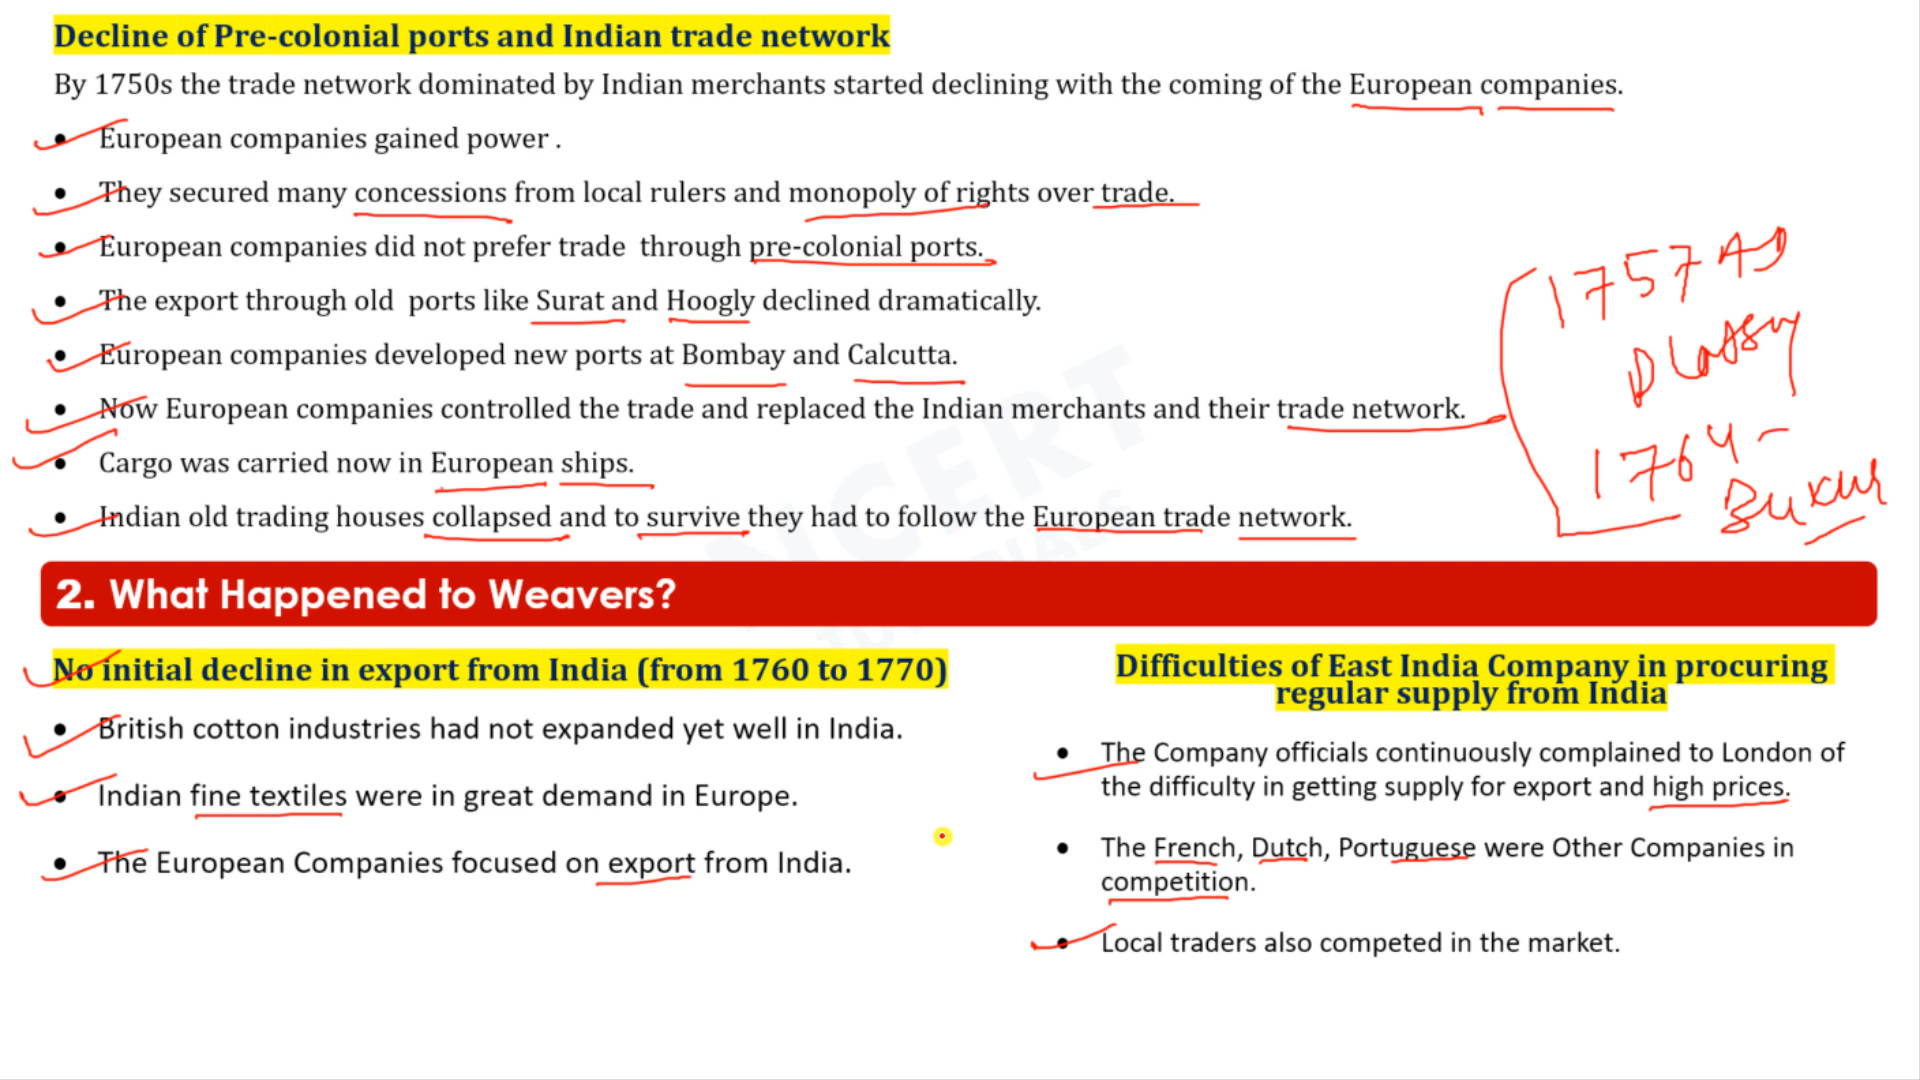 Decline of Pre-colonial ports and Indian trade network
By 1750s the trade network dominated by Indian merchants started declining with the coming of the European companies.
• European companies gained power .
• They secured many concessions from local rulers and monopoly of rights over trade.
• European companies did not prefer trade through pre-colonial ports.
• The export through old ports like Surat and Hoogly declined dramatically.
• European companies developed new ports at Bombay and Calcutta.
• Now European companies controlled the trade and replaced the Indian merchants and their trade network.
• Cargo was carried now in European ships.
• Indian old trading houses collapsed and to survive they had to follow the European trade network.
1757 AD
Plassy
1764 -
Buxur
NCERT
2. What Happened to Weavers?
No initial decline in export from India (from 1760 to 1770)
• British cotton industries had not expanded yet well in India.
• Indian fine textiles were in great demand in Europe.
• The European Companies focused on export from India.
Difficulties of East India Company in procuring
regular supply from India
• The Company officials continuously complained to London of
the difficulty in getting supply for export and high prices.
• The French, Dutch, Portuguese were Other Companies in
competition.
• Local traders also competed in the market.